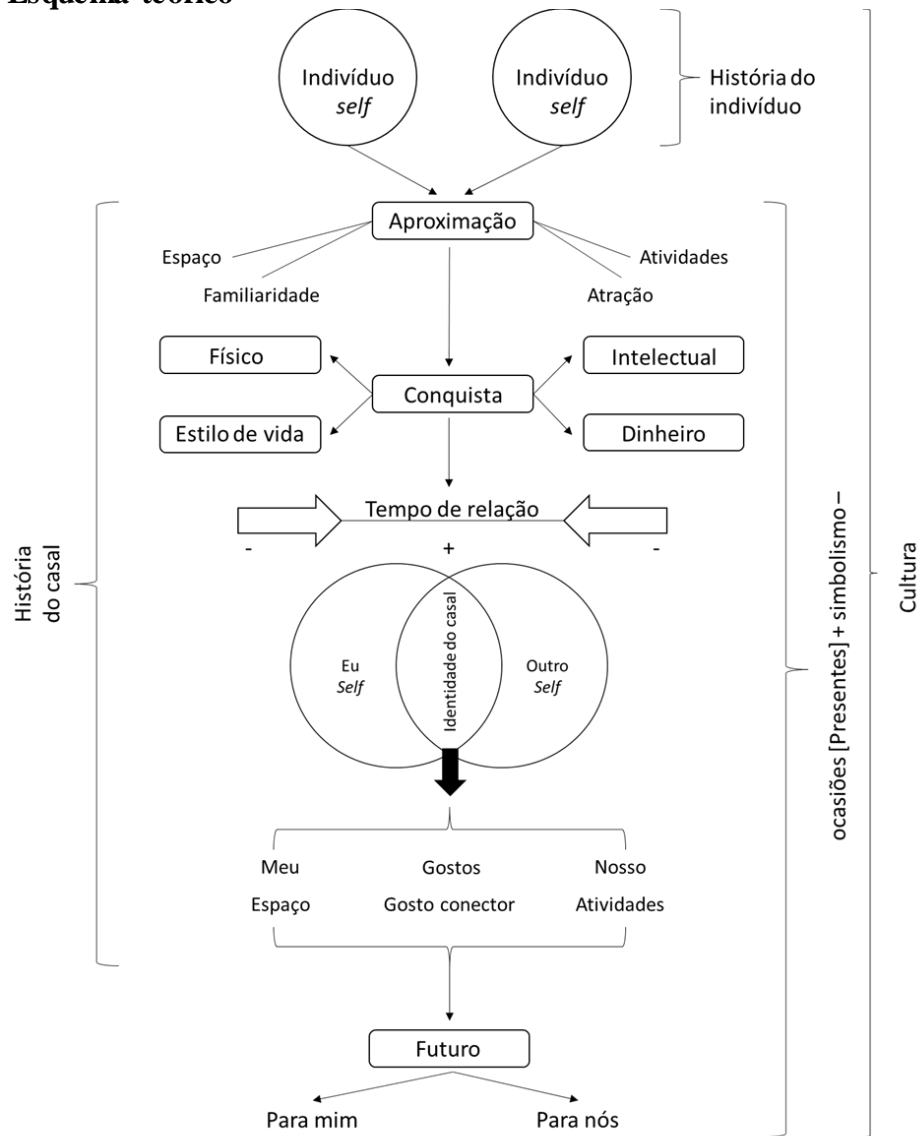 Esquema teórico
Indivíduo
self
Indivíduo
self
História do
indivíduo
Aproximação
Espaço
Atividades
Familiaridade
Atração
Físico
Intelectual
Conquista
Estilo de vida
Dinheiro
Tempo de relação
-
+
-
Eu
Self
Identidade do casal
Outro
Self
Meu
Gostos
Nosso
Espaço
Gosto conector
Atividades
Futuro
Para mim
Para nós
História
do casal
ocasiões [Presentes] + simbolismo –
Cultura